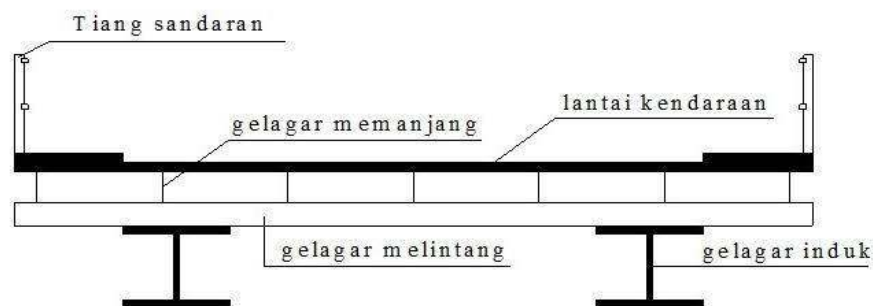 Tiang sandaran
lantai kendaraan
gelagar memanjang
gelagar melintang
gelagar induk